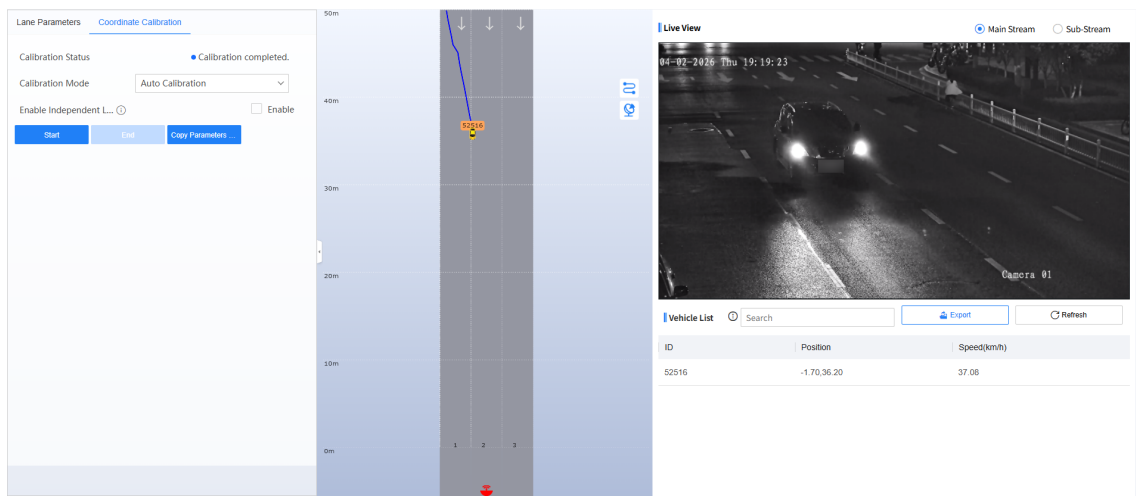 Lane Parameters
Coordinate Calibration
Calibration Status
Calibration completed.
Calibration Mode
Auto Calibration
Enable Independent L...
Enable
Start
End
Copy Parameters ...
50m
40m
52516
30m
20m
10m
1 2 3
0m
Live View
Main Stream
Sub-Stream
04-02-2026 Thu 19:19:23
Camera 01
Vehicle List
Search
Export
Refresh
ID Position Speed(km/h)
52516 -1.70,36.20 37.08